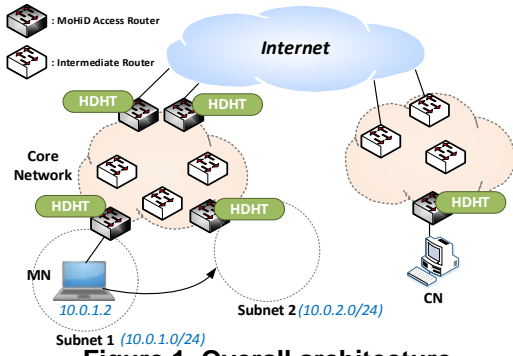 : MoHiD Access Router
: Intermediate Router
Internet
HDHT
HDHT
Core
Network
HDHT
HDHT
HDHT
MN
10.0.1.2
CN
Subnet 2 (10.0.2.0/24)
Subnet 1 (10.0.1.0/24)
Figure 1. Overall architecture